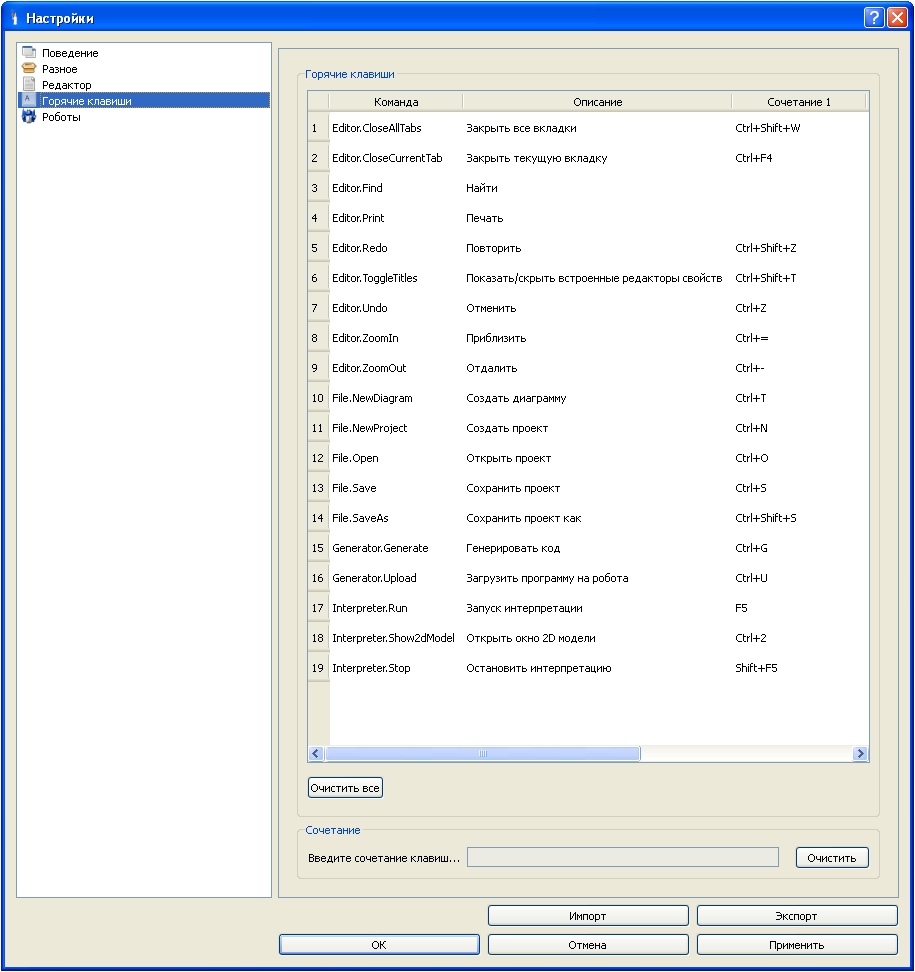 Настройки
Поведение
Разное
Редактор
Горячие клавиши
Роботы
Горячие клавиши
Команда Описание Сочетание 1
1 Editor.CloseAllTabs Закрыть все вкладки Ctrl+Shift+W
2 Editor.CloseCurrentTab Закрыть текущую вкладку Ctrl+F4
3 Editor.Find Найти
4 Editor.Print Печать
5 Editor.Redo Повторить Ctrl+Shift+Z
6 Editor.ToggleTitles Показать/скрыть встроенные редакторы свойств Ctrl+Shift+T
7 Editor.Undo Отменить Ctrl+Z
8 Editor.ZoomIn Приблизить Ctrl+=
9 Editor.ZoomOut Отдалить Ctrl+-
10 File.NewDiagram Создать диаграмму Ctrl+T
11 File.NewProject Создать проект Ctrl+N
12 File.Open Открыть проект Ctrl+O
13 File.Save Сохранить проект Ctrl+S
14 File.SaveAs Сохранить проект как Ctrl+Shift+S
15 Generator.Generate Генерировать код Ctrl+G
16 Generator.Upload Загрузить программу на робота Ctrl+U
17 Interpreter.Run Запуск интерпретации F5
18 Interpreter.Show2dModel Открыть окно 2D модели Ctrl+2
19 Interpreter.Stop Остановить интерпретацию Shift+F5
Очистить все
Сочетание
Введите сочетание клавиш... Очистить
Импорт Экспорт
ОК Отмена Применить